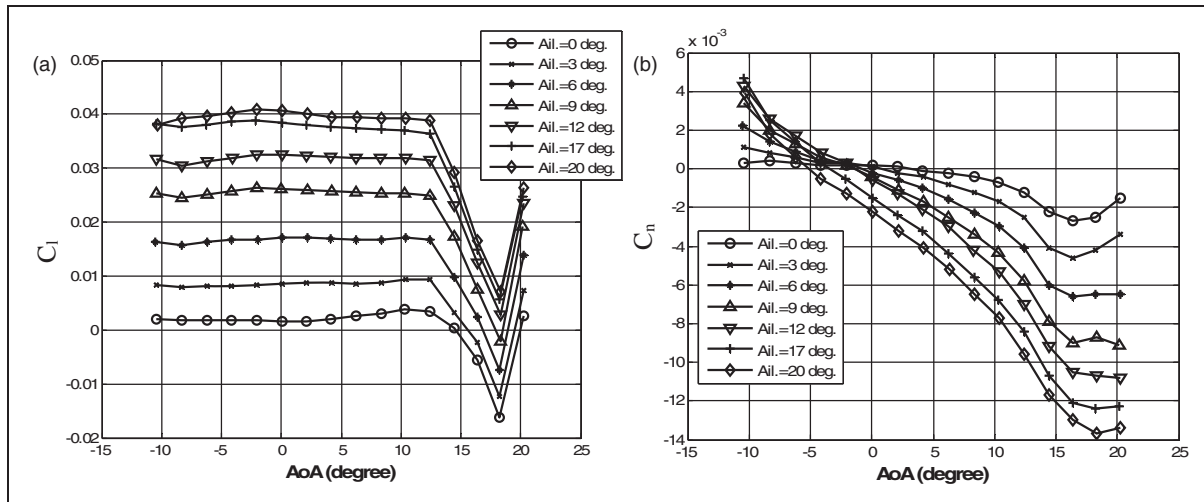 (a)
0.05
0.04
0.03
0.02
0.01
0
-0.01
-0.02
C_l
-15
-10
-5
0
5
10
15
20
25
AoA (degree)
Ail.=0 deg.
Ail.=3 deg.
Ail.=6 deg.
Ail.=9 deg.
Ail.=12 deg.
Ail.=17 deg.
Ail.=20 deg.
(b)
x 10^-3
6
4
2
0
-2
-4
-6
-8
-10
-12
-14
C_n
-15
-10
-5
0
5
10
15
20
25
AoA (degree)
Ail.=0 deg.
Ail.=3 deg.
Ail.=6 deg.
Ail.=9 deg.
Ail.=12 deg.
Ail.=17 deg.
Ail.=20 deg.